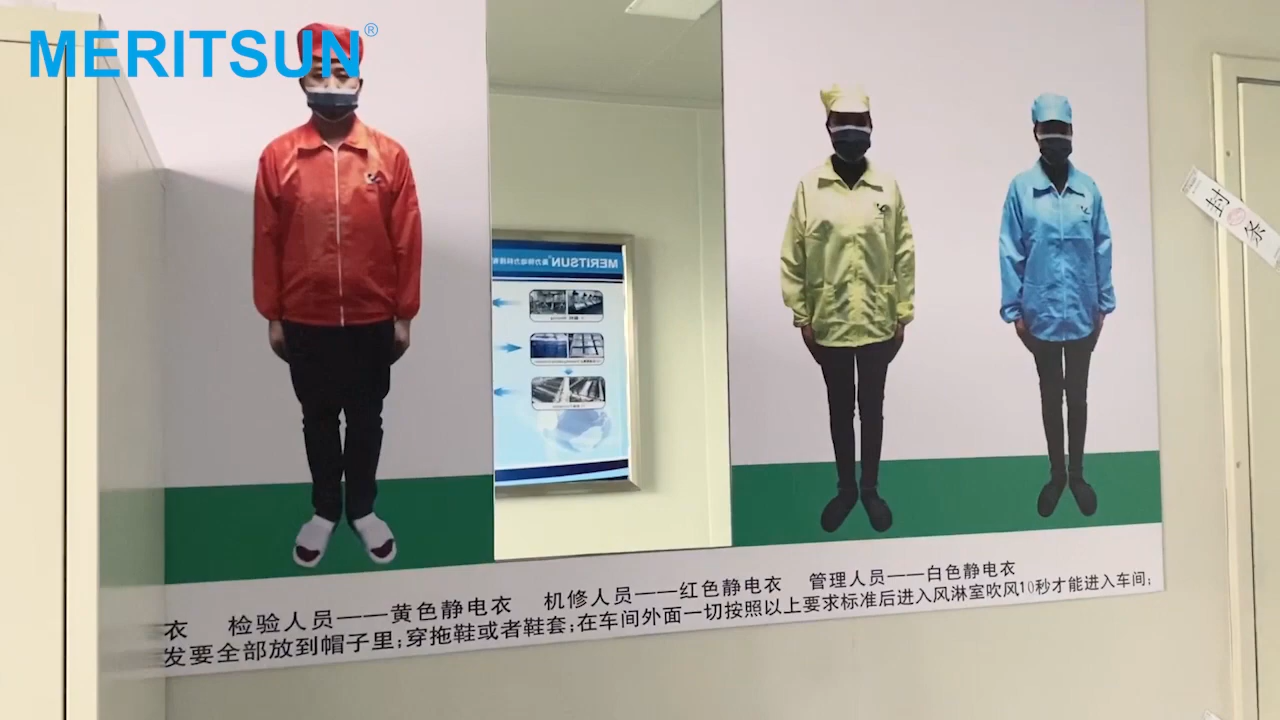 MERITSUN®
MERITSUN
封 条
衣 检验人员——黄色静电衣 机修人员——红色静电衣 管理人员——白色静电衣
发要全部放到帽子里;穿拖鞋或者鞋套;在车间外面一切按照以上要求标准后进入风淋室吹风10秒才能进入车间;